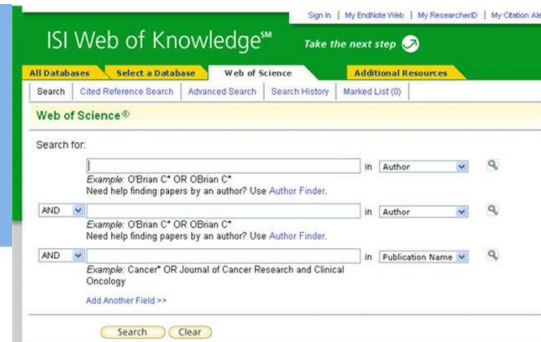 Sign In | My EndNote Web | My ResearcherID | My Citation Ale
ISI Web of Knowledge℠ Take the next step
All Databases Select a Database Web of Science Additional Resources
Search | Cited Reference Search | Advanced Search | Search History | Marked List (0)
Web of Science®
Search for:
in Author
Example: O'Brian C* OR OBrian C*
Need help finding papers by an author? Use Author Finder.
AND in Author
Example: O'Brian C* OR OBrian C*
Need help finding papers by an author? Use Author Finder.
AND in Publication Name
Example: Cancer* OR Journal of Cancer Research and Clinical
Oncology
Add Another Field >>
Search Clear